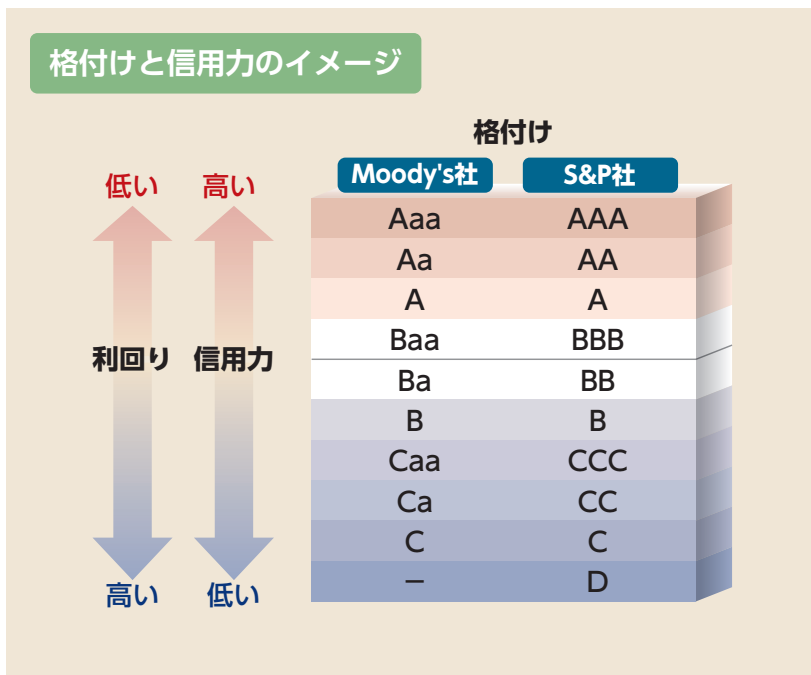 格付けと信用力のイメージ
格付け
低い 高い Moody's社 S&P社
Aaa AAA
Aa AA
A A
Baa BBB
利回り 信用力
Ba BB
B B
Caa CCC
Ca CC
C C
– D
高い 低い